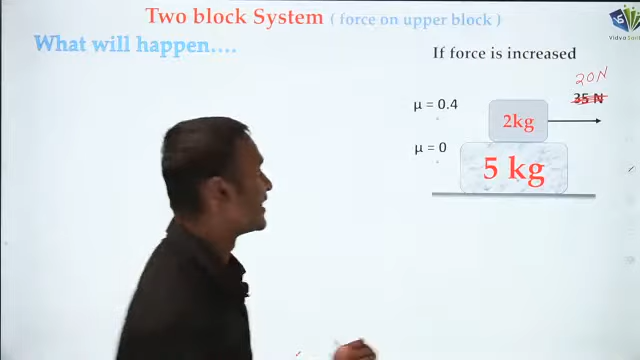 Two block System ( force on upper block )
What will happen....
If force is increased
20N
35 N
μ = 0.4
2kg
μ = 0
5 kg